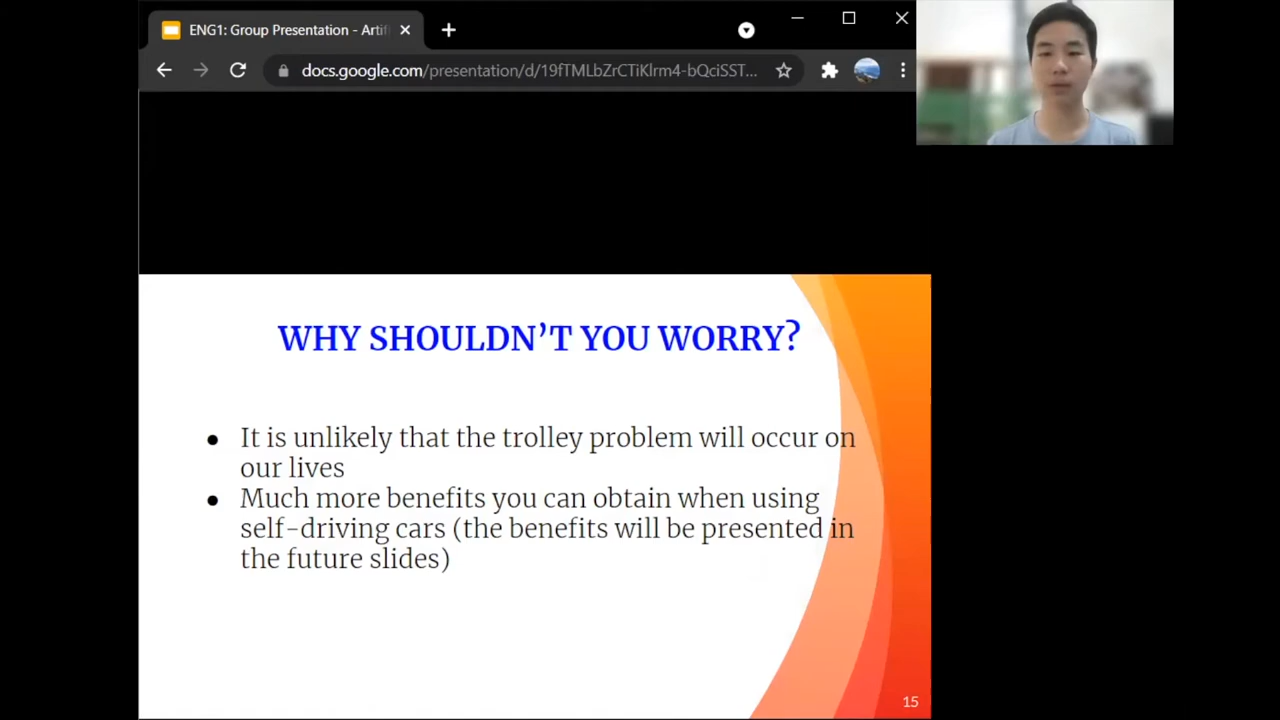 ENG1: Group Presentation - Artif
docs.google.com/presentation/d/19fTMLbZrCTiKlrm4-bQciSST...
WHY SHOULDN’T YOU WORRY?
● It is unlikely that the trolley problem will occur on
our lives
● Much more benefits you can obtain when using
self-driving cars (the benefits will be presented in
the future slides)
15